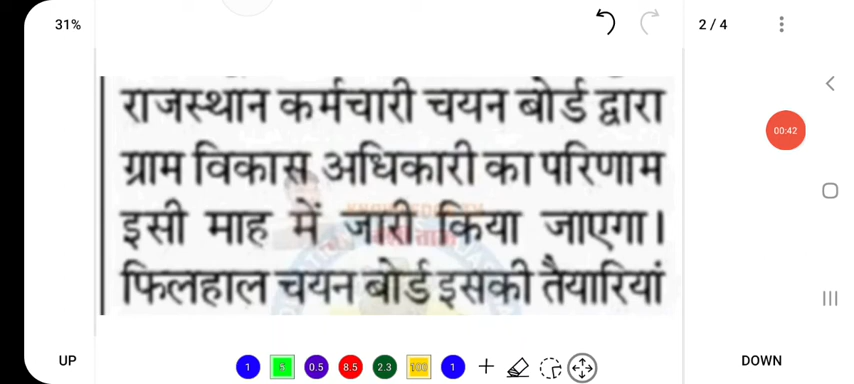 31%
2 / 4
00:42
राजस्थान कर्मचारी चयन बोर्ड द्वारा
ग्राम विकास अधिकारी का परिणाम
इसी माह में जारी किया जाएगा।
फिलहाल चयन बोर्ड इसकी तैयारियां
UP
1
5
0.5
8.5
2.3
100
1
DOWN